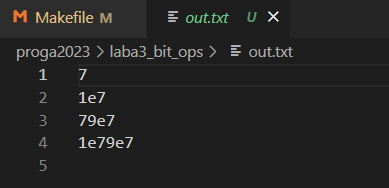 Makefile M
out.txt U
proga2023 > laba3_bit_ops > out.txt
1 7
2 1e7
3 79e7
4 1e79e7
5